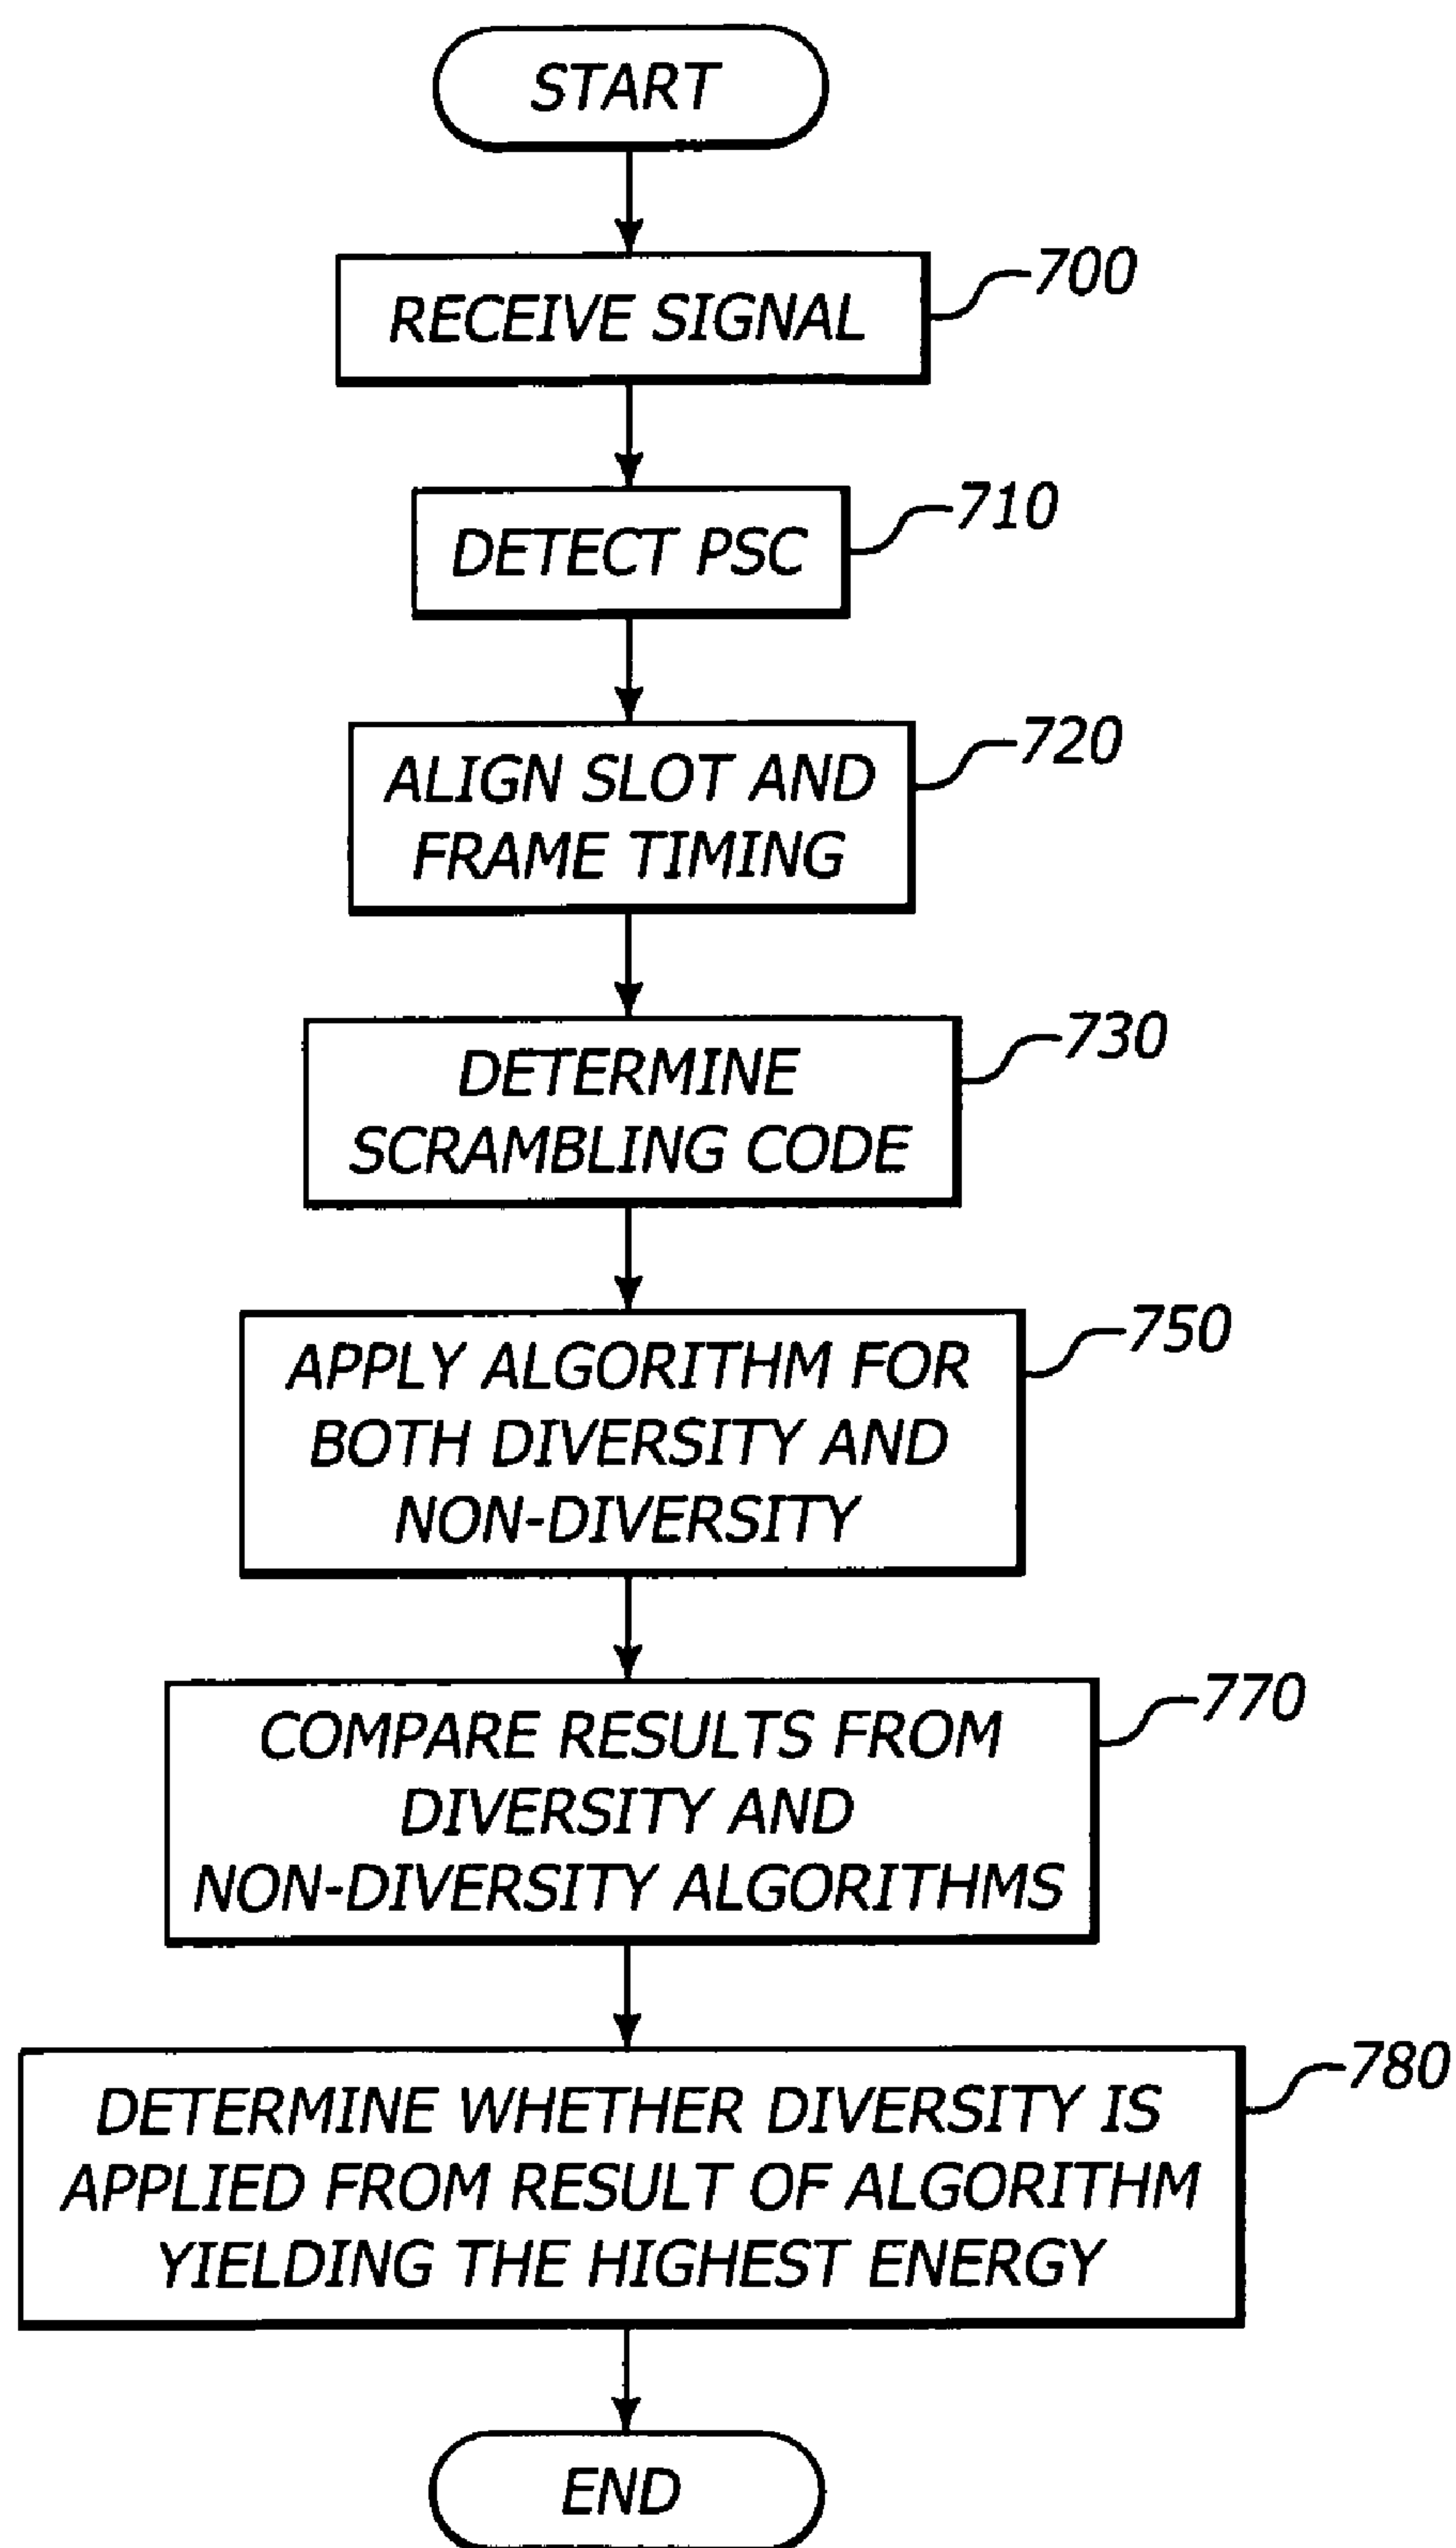 START
RECEIVE SIGNAL
700
DETECT PSC
710
ALIGN SLOT AND
FRAME TIMING
720
DETERMINE
SCRAMBLING CODE
730
APPLY ALGORITHM FOR
BOTH DIVERSITY AND
NON-DIVERSITY
750
COMPARE RESULTS FROM
DIVERSITY AND
NON-DIVERSITY ALGORITHMS
770
DETERMINE WHETHER DIVERSITY IS
APPLIED FROM RESULT OF ALGORITHM
YIELDING THE HIGHEST ENERGY
780
END